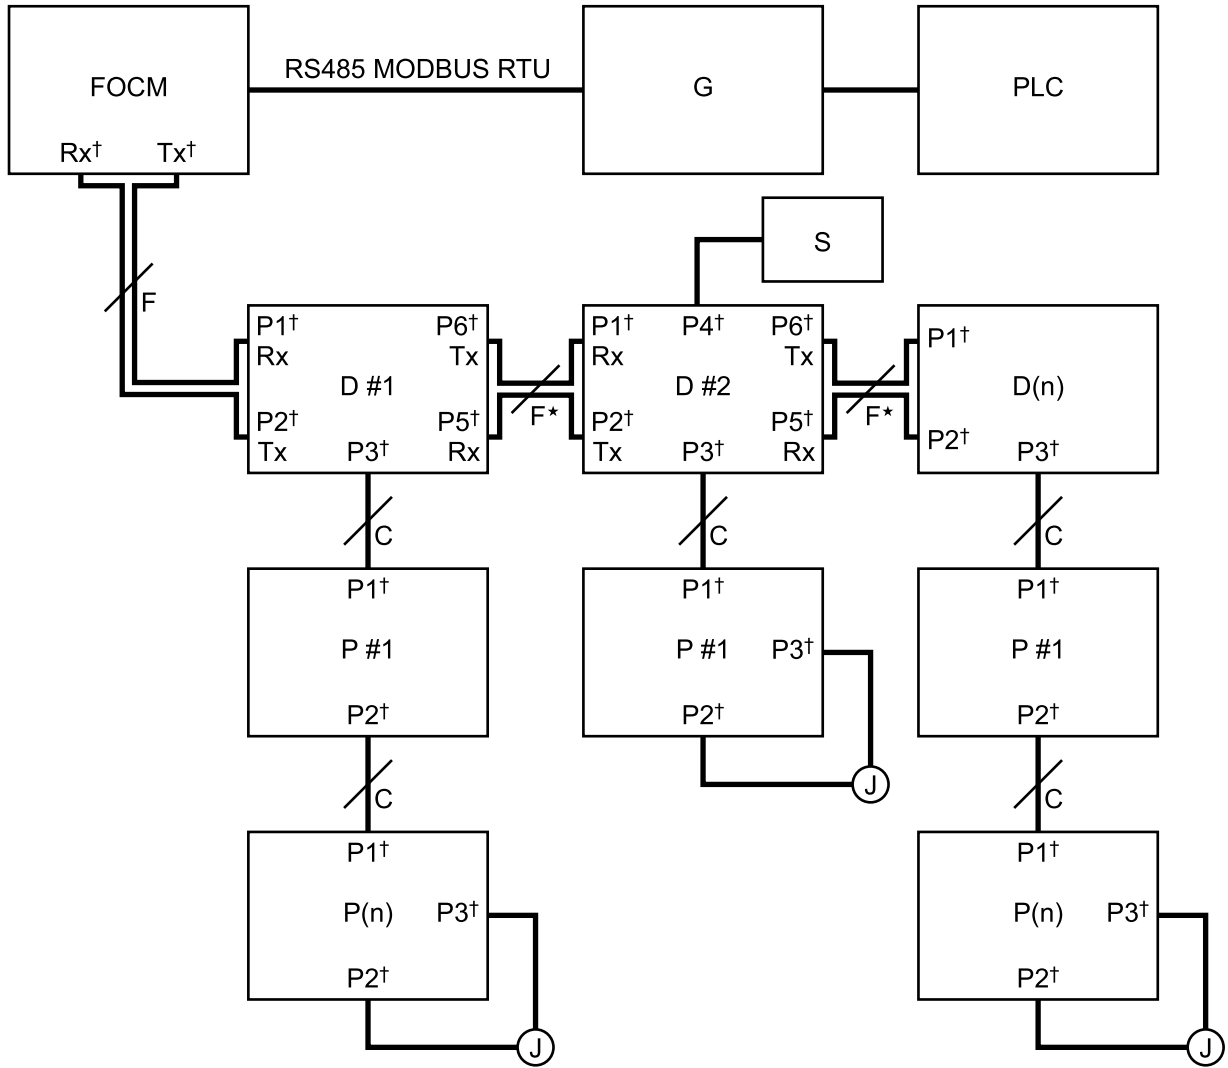 RS485 MODBUS RTU
FOCM
G
PLC
Rx† Tx†
S
F
P1† P6† P1† P4† P6† P1†
Rx Tx Rx Tx
D #1 D #2 D(n)
F★ F★
P2† P5† P2† P5† P2†
Tx P3† Rx Tx P3† Rx P3†
C C C
P1† P1† P1†
P #1 P #1 P3† P #1
P2† P2† P2†
J
C C
P1† P1†
P(n) P3† P(n) P3†
P2† P2†
J J